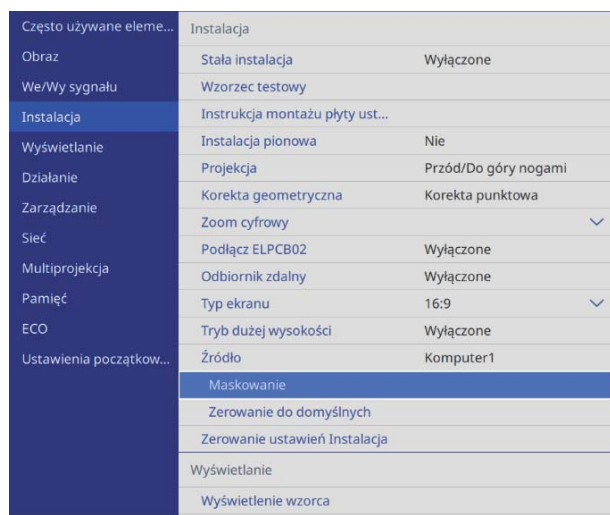 Często używane eleme...
Obraz
We/Wy sygnału
Instalacja
Wyświetlanie
Działanie
Zarządzanie
Sieć
Multiprojekcja
Pamięć
ECO
Ustawienia początkow...
Instalacja
Stała instalacja Wyłączone
Wzorzec testowy
Instrukcja montażu płyty ust...
Instalacja pionowa Nie
Projekcja Przód/Do góry nogami
Korekta geometryczna Korekta punktowa
Zoom cyfrowy
Podłącz ELPCB02 Wyłączone
Odbiornik zdalny Wyłączone
Typ ekranu 16:9
Tryb dużej wysokości Wyłączone
Źródło Komputer1
Maskowanie
Zerowanie do domyślnych
Zerowanie ustawień Instalacja
Wyświetlanie
Wyświetlenie wzorca